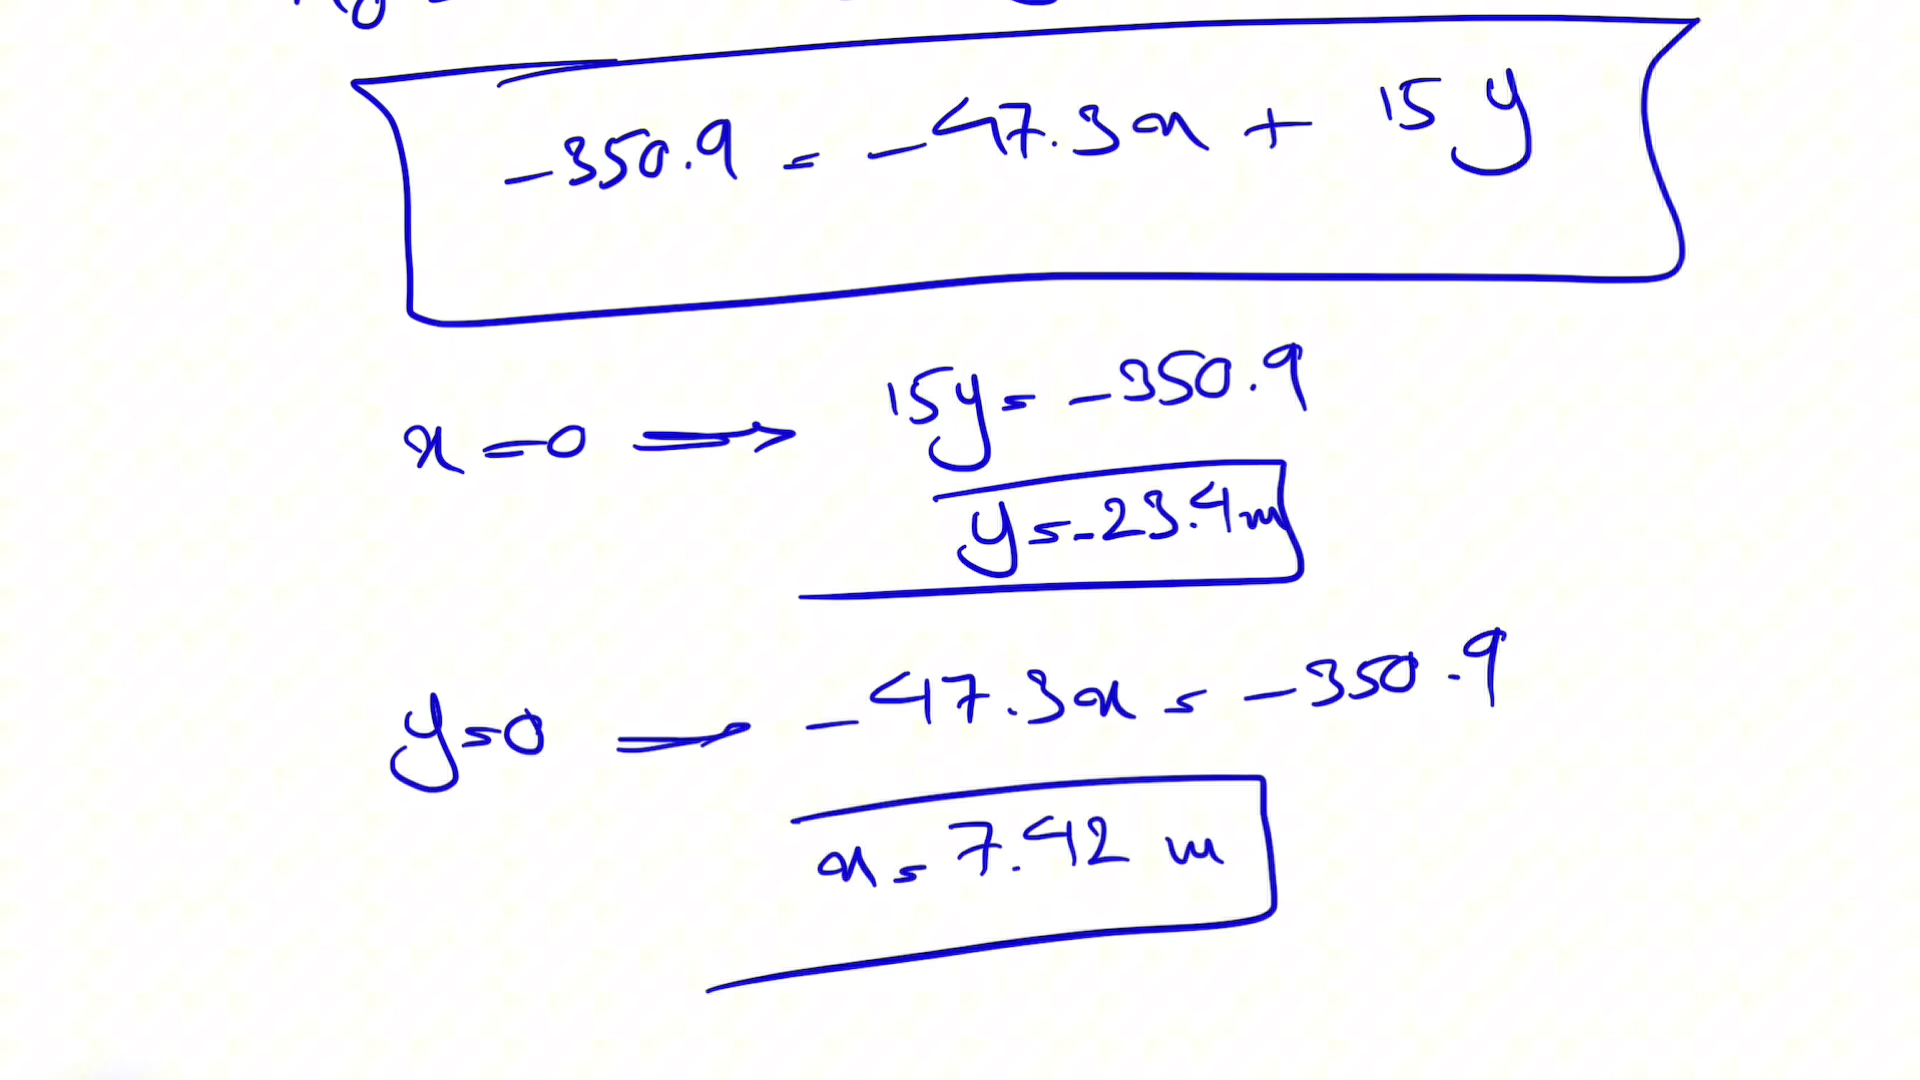 -350.9 = -47.3x + 15y
x=0 ⟹ 15y = -350.9
y = -23.4m
y=0 ⟹ -47.3x = -350.9
x = 7.42 m